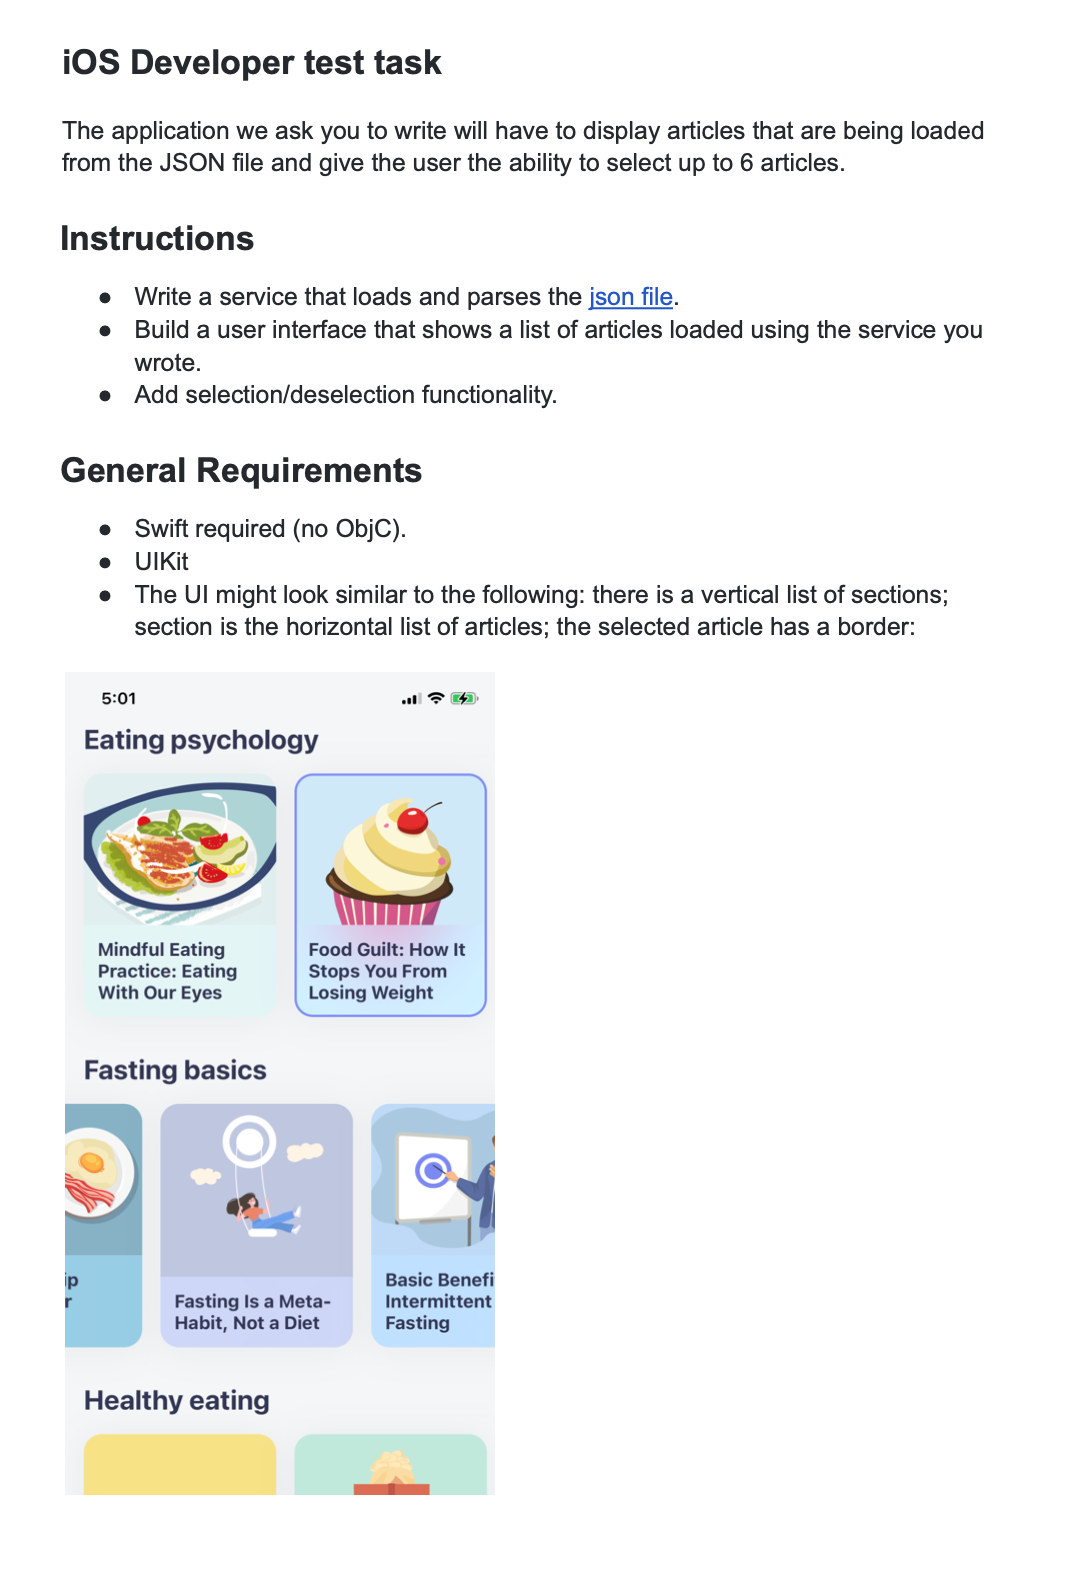 iOS Developer test task
The application we ask you to write will have to display articles that are being loaded
from the JSON file and give the user the ability to select up to 6 articles.
Instructions
● Write a service that loads and parses the json file.
● Build a user interface that shows a list of articles loaded using the service you
wrote.
● Add selection/deselection functionality.
General Requirements
● Swift required (no ObjC).
● UIKit
● The UI might look similar to the following: there is a vertical list of sections;
section is the horizontal list of articles; the selected article has a border:
5:01
Eating psychology
Mindful Eating
Practice: Eating
With Our Eyes
Food Guilt: How It
Stops You From
Losing Weight
Fasting basics
ip
r
Fasting Is a Meta-
Habit, Not a Diet
Basic Benefi
Intermittent
Fasting
Healthy eating